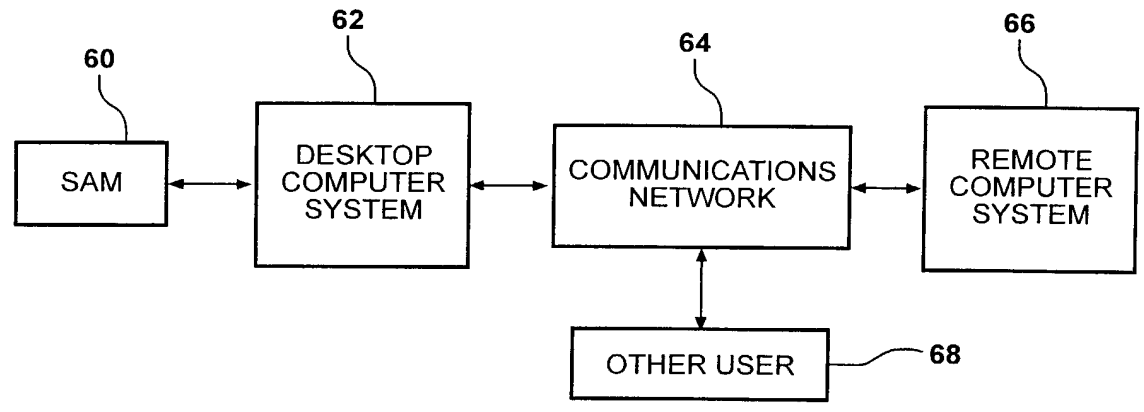 60
62
64
66
SAM
DESKTOP
COMPUTER
SYSTEM
COMMUNICATIONS
NETWORK
REMOTE
COMPUTER
SYSTEM
OTHER USER
68